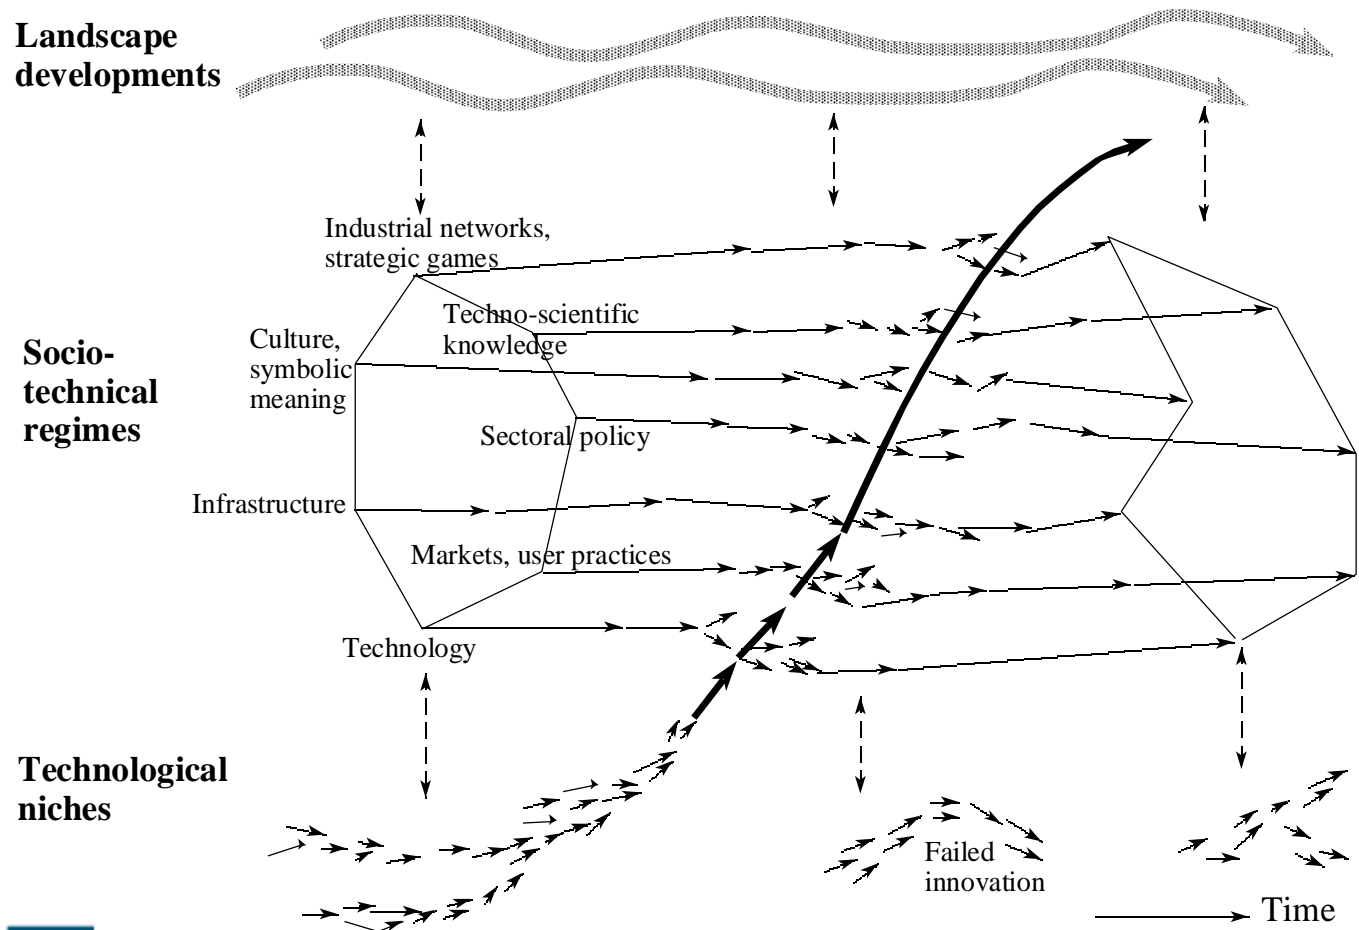 Landscape
developments
Industrial networks,
strategic games
Techno-scientific
knowledge
Culture,
symbolic
meaning
Socio-
technical
regimes
Sectoral policy
Infrastructure
Markets, user practices
Technology
Technological
niches
Failed
innovation
Time